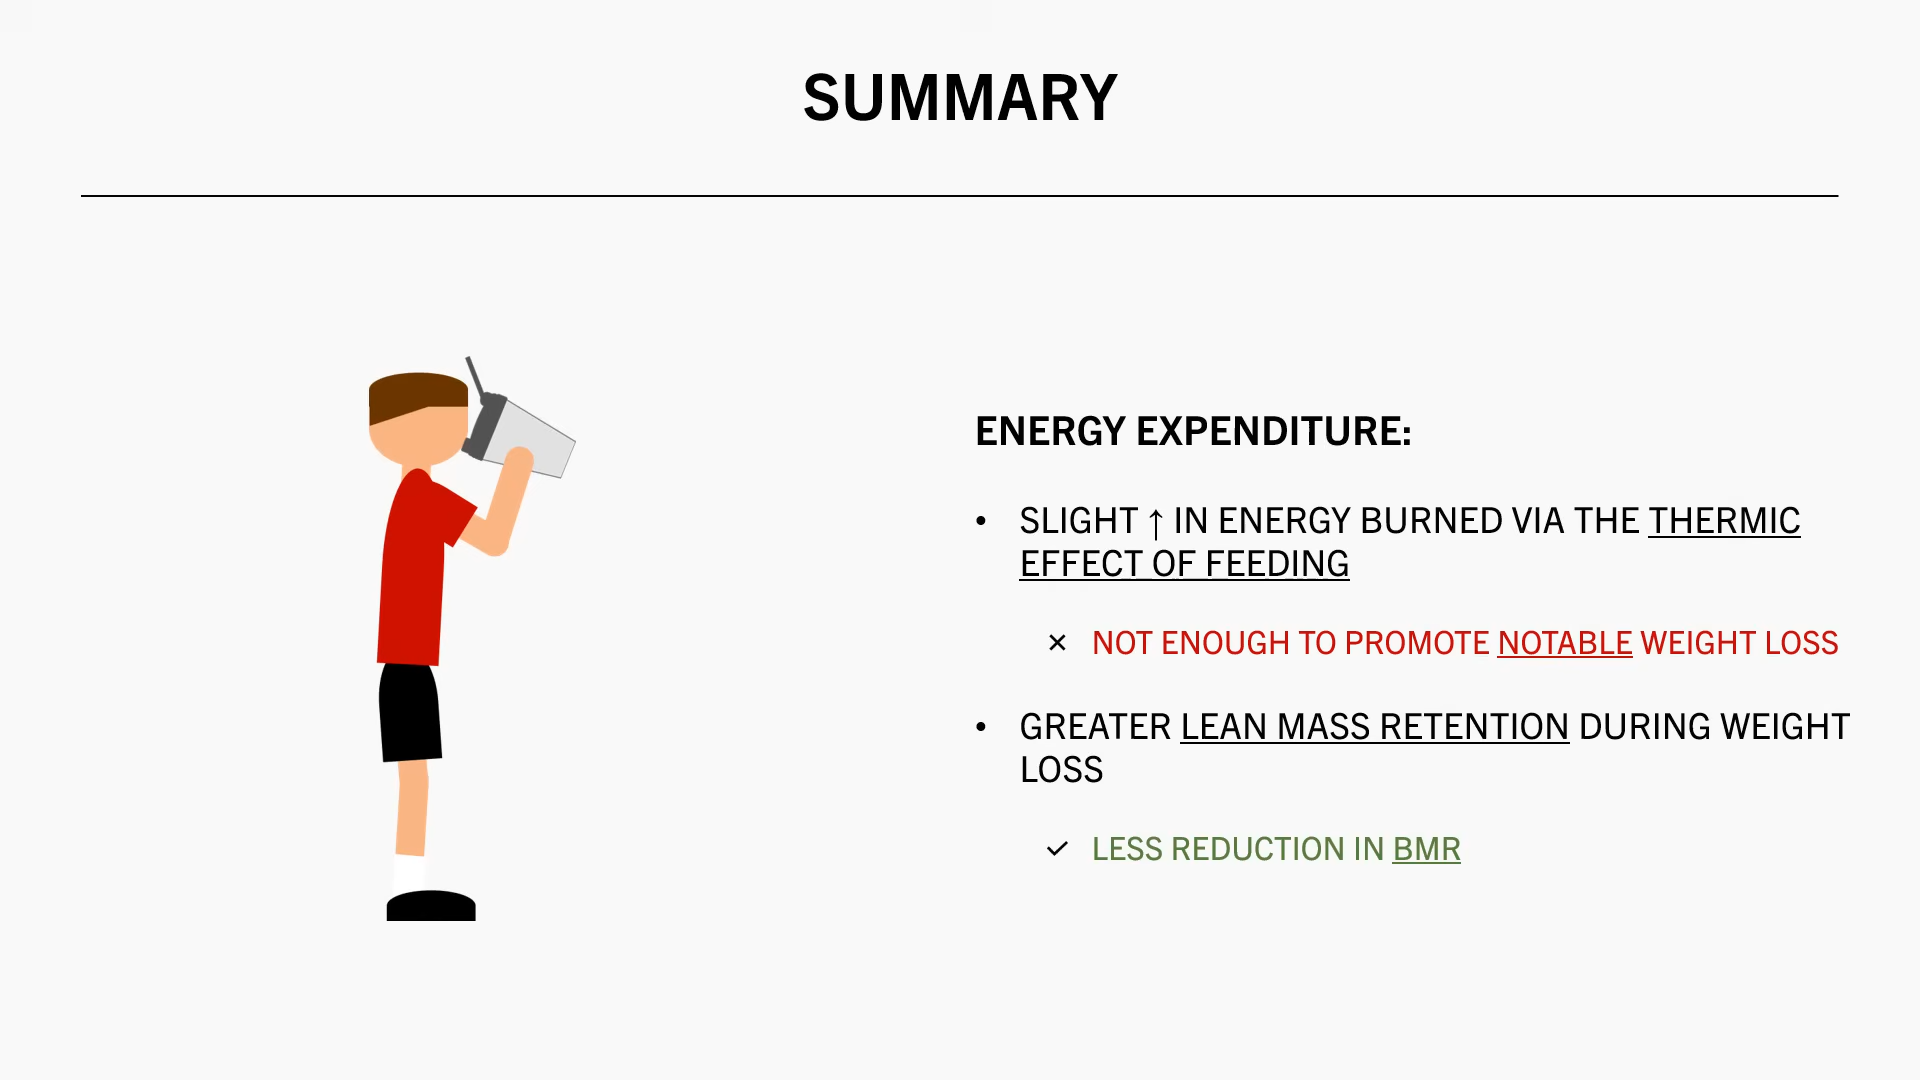 SUMMARY
ENERGY EXPENDITURE:
• SLIGHT ↑ IN ENERGY BURNED VIA THE THERMIC
EFFECT OF FEEDING
✕ NOT ENOUGH TO PROMOTE NOTABLE WEIGHT LOSS
• GREATER LEAN MASS RETENTION DURING WEIGHT
LOSS
✓ LESS REDUCTION IN BMR